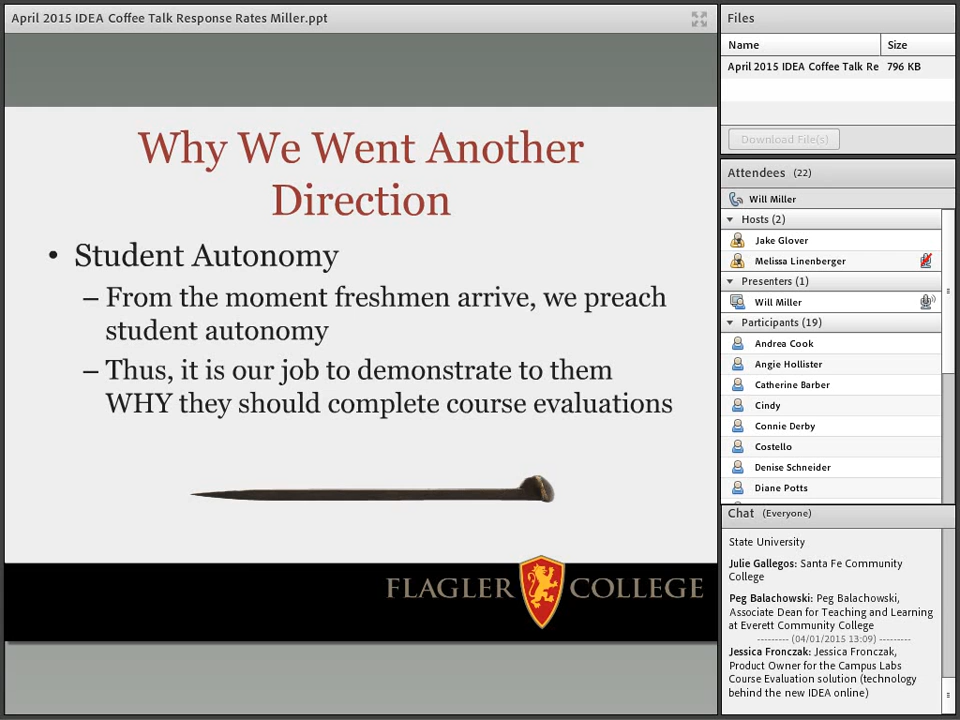 April 2015 IDEA Coffee Talk Response Rates Miller.ppt
Why We Went Another
Direction
• Student Autonomy
– From the moment freshmen arrive, we preach
student autonomy
– Thus, it is our job to demonstrate to them
WHY they should complete course evaluations
FLAGLER COLLEGE
Files
Name Size
April 2015 IDEA Coffee Talk Re 796 KB
Download File(s)
Attendees (22)
Will Miller
Hosts (2)
Jake Glover
Melissa Linenberger
Presenters (1)
Will Miller
Participants (19)
Andrea Cook
Angie Hollister
Catherine Barber
Cindy
Connie Derby
Costello
Denise Schneider
Diane Potts
Chat (Everyone)
State University
Julie Gallegos: Santa Fe Community
College
Peg Balachowski: Peg Balachowski,
Associate Dean for Teaching and Learning
at Everett Community College
--------- (04/01/2015 13:09) ---------
Jessica Fronczak: Jessica Fronczak,
Product Owner for the Campus Labs
Course Evaluation solution (technology
behind the new IDEA online)